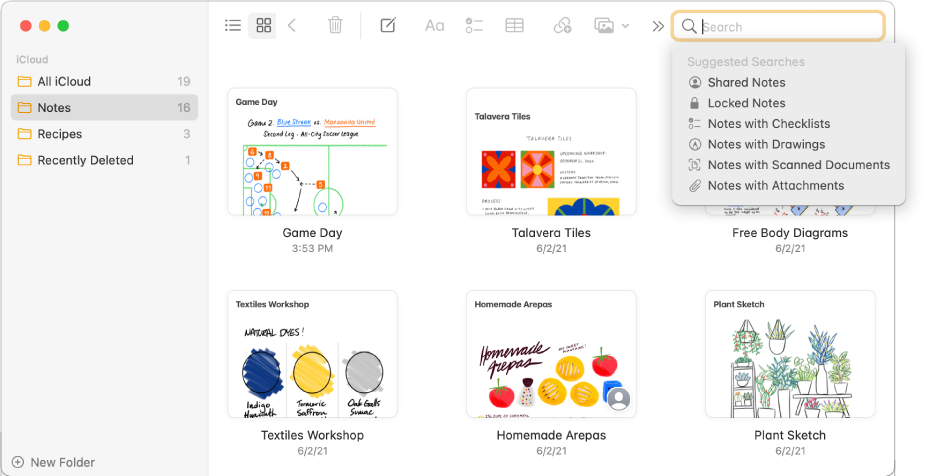 Aa
Search
Suggested Searches
Shared Notes
Locked Notes
Notes with Checklists
Notes with Drawings
Notes with Scanned Documents
Notes with Attachments
iCloud
All iCloud 19
Notes 16
Recipes 3
Recently Deleted 1
New Folder
Game Day
Game 2. Blue Streak vs. Manzanita United
Second Leg - All-City Soccer League
Game Day
3:53 PM
Talavera Tiles
TALAVERA TILES
UPCOMING WORKSHOP:
HISTORY:
PROCESS:
Talavera Tiles
6/2/21
Free Body Diagrams
6/2/21
Textiles Workshop
NATURAL DYES!
Indigo
Turmeric
Saffron
Oak Galls
Sumac
Textiles Workshop
6/2/21
Homemade Arepas
Homemade
Arepas
Homemade Arepas
6/2/21
Plant Sketch
Plant Sketch
6/2/21